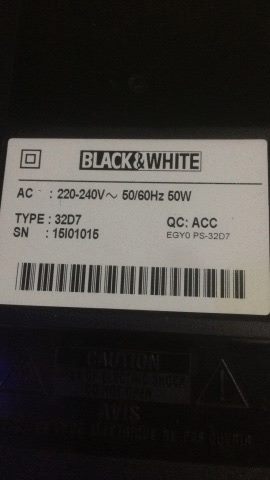 BLACK&WHITE
AC : 220-240V~ 50/60Hz 50W
TYPE : 32D7 QC: ACC
SN : 15I01015 EGY0 PS-32D7
CAUTION
AVIS